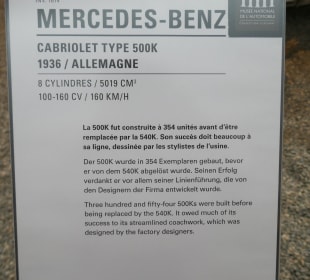 MERCEDES-BENZ
MUSÉE NATIONAL
DE L'AUTOMOBILE
CABRIOLET TYPE 500K
1936 / ALLEMAGNE
8 CYLINDRES / 5019 CM³
100-160 CV / 160 KM/H
La 500K fut construite à 354 unités avant d'être
remplacée par la 540K. Son succès doit beaucoup à
sa ligne, dessinée par les stylistes de l'usine.
Der 500K wurde in 354 Exemplaren gebaut, bevor
er von dem 540K abgelöst wurde. Seinen Erfolg
verdankt er vor allem seiner Linienführung, die von
den Designern der Firma entwickelt wurde.
Three hundred and fifty-four 500Ks were built before
being replaced by the 540K. It owed much of its
success to its streamlined coachwork, which was
designed by the factory designers.